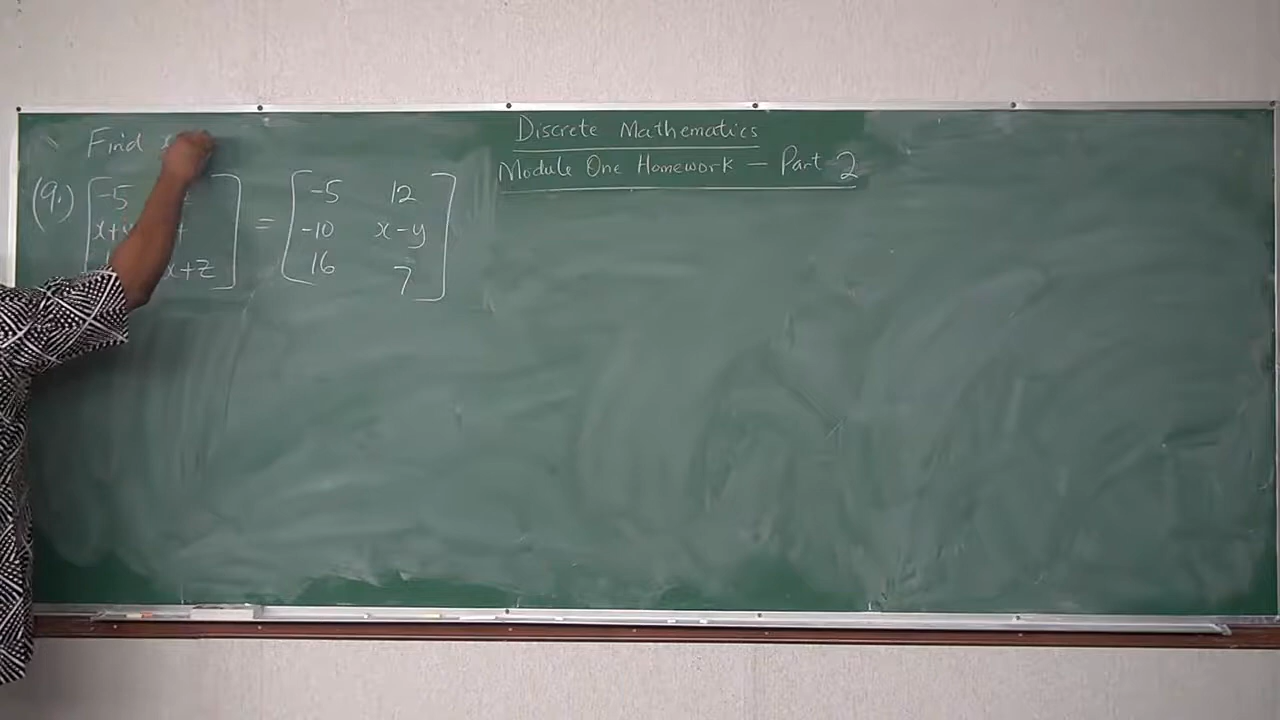 Discrete Mathematics
Module One Homework — Part 2
Find
(9.) [-5 ] = [-5 12]
[x+ ] [-10 x-y]
[ x+z] [16 7]